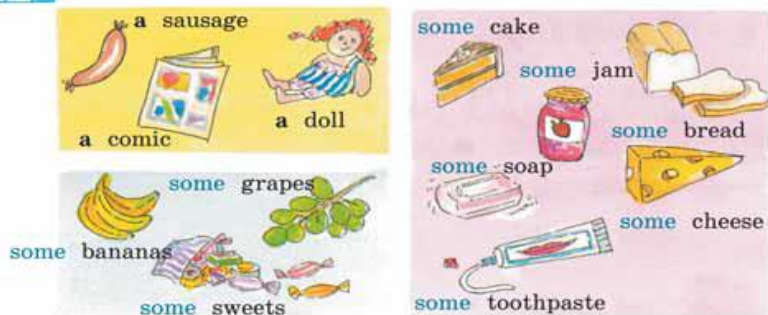 a sausage
a comic
a doll
some grapes
some bananas
some sweets
some cake
some jam
some bread
some soap
some cheese
some toothpaste